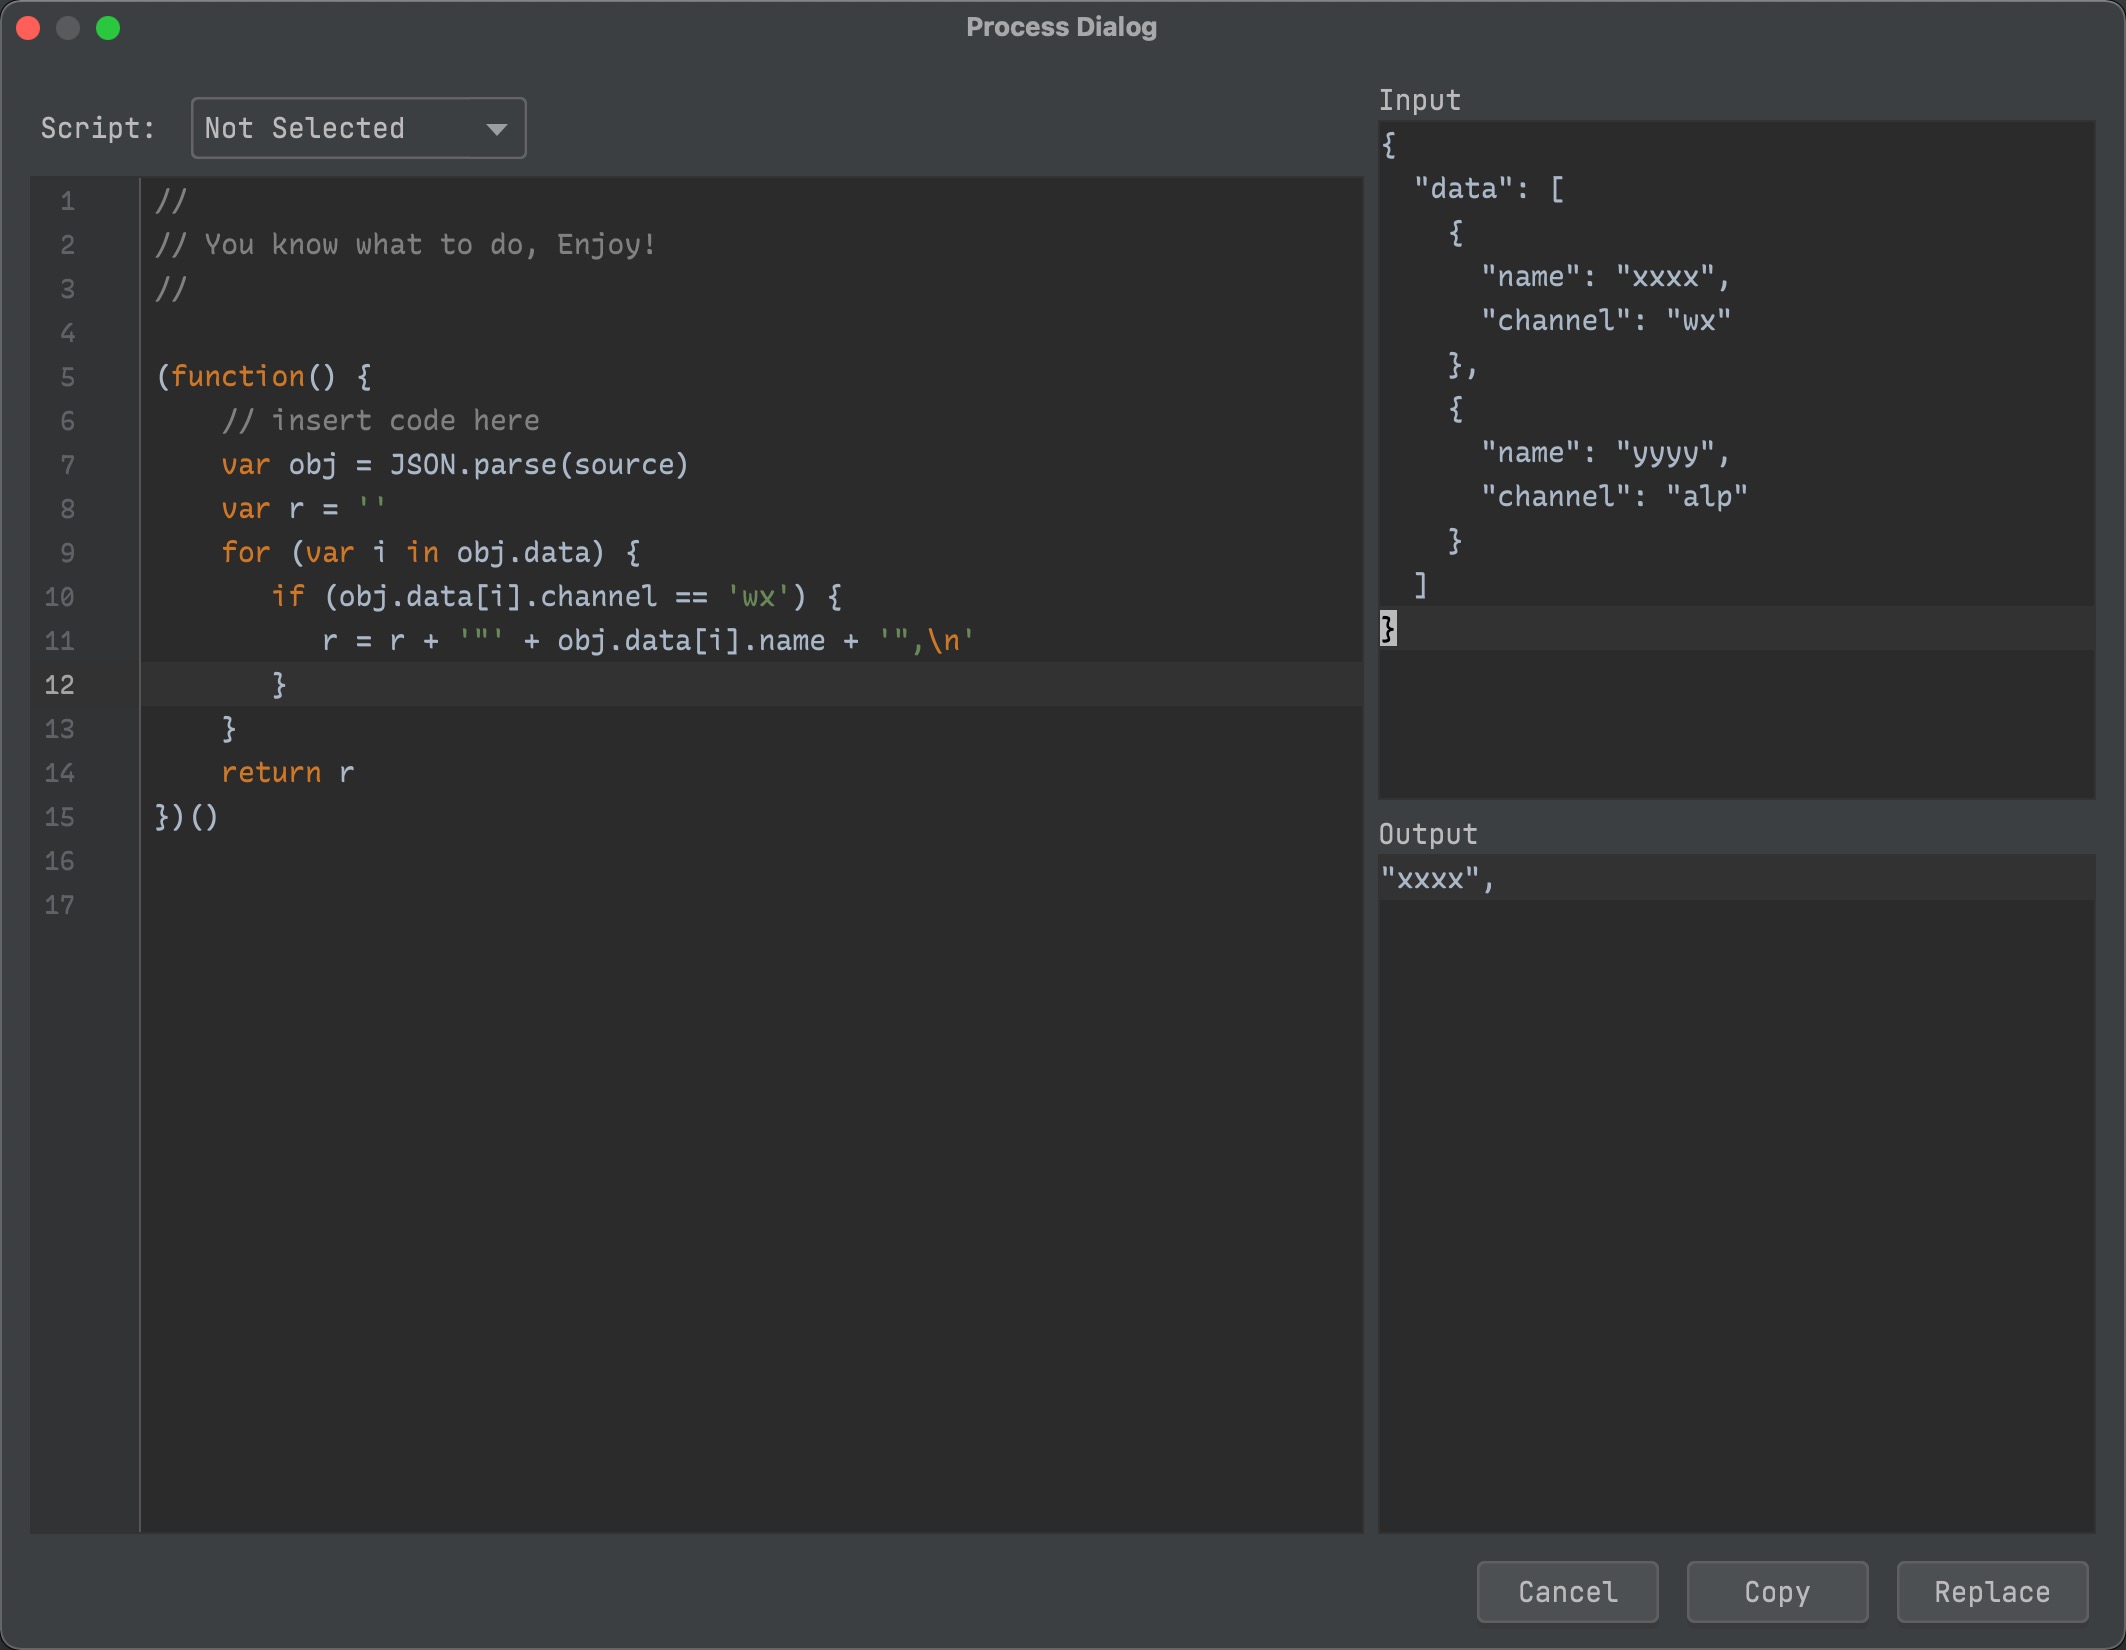 Process Dialog
Script: Not Selected
1 //
2 // You know what to do, Enjoy!
3 //
4
5 (function() {
6     // insert code here
7     var obj = JSON.parse(source)
8     var r = ''
9     for (var i in obj.data) {
10        if (obj.data[i].channel == 'wx') {
11           r = r + '"' + obj.data[i].name + '",\n'
12        }
13    }
14    return r
15 })()
16
17
Input
{
  "data": [
    {
      "name": "xxxx",
      "channel": "wx"
    },
    {
      "name": "yyyy",
      "channel": "alp"
    }
  ]
}
Output
"xxxx",
Cancel Copy Replace